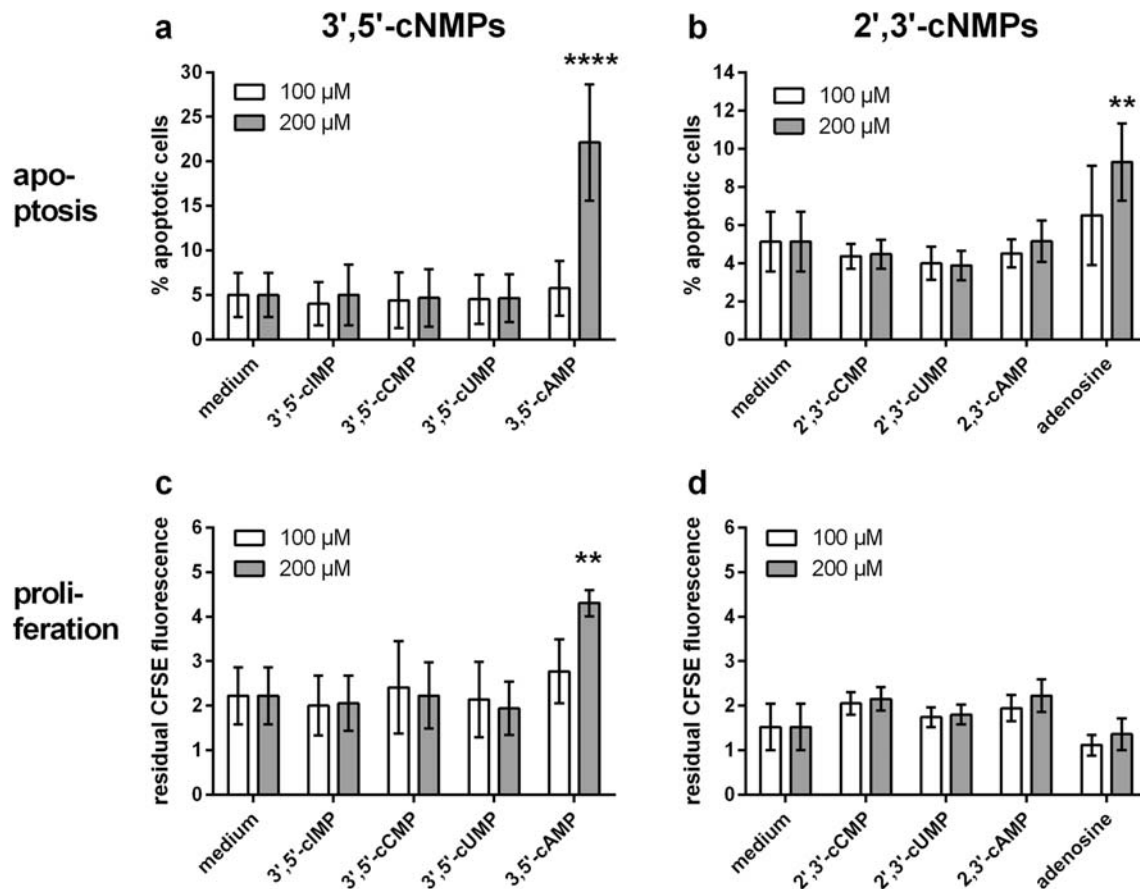 a
3',5'-cNMPs
b
2',3'-cNMPs
apo-
ptosis
% apoptotic cells
30
25
20
15
10
5
0
100 µM
200 µM
****
medium
3',5'-cIMP
3',5'-cCMP
3',5'-cUMP
3,5'-cAMP
% apoptotic cells
14
12
10
8
6
4
2
0
100 µM
200 µM
**
medium
2',3'-cCMP
2',3'-cUMP
2,3'-cAMP
adenosine
proli-
feration
c
residual CFSE fluorescence
6
5
4
3
2
1
0
100 µM
200 µM
**
medium
3',5'-cIMP
3',5'-cCMP
3',5'-cUMP
3,5'-cAMP
d
residual CFSE fluorescence
6
5
4
3
2
1
0
100 µM
200 µM
medium
2',3'-cCMP
2',3'-cUMP
2,3'-cAMP
adenosine